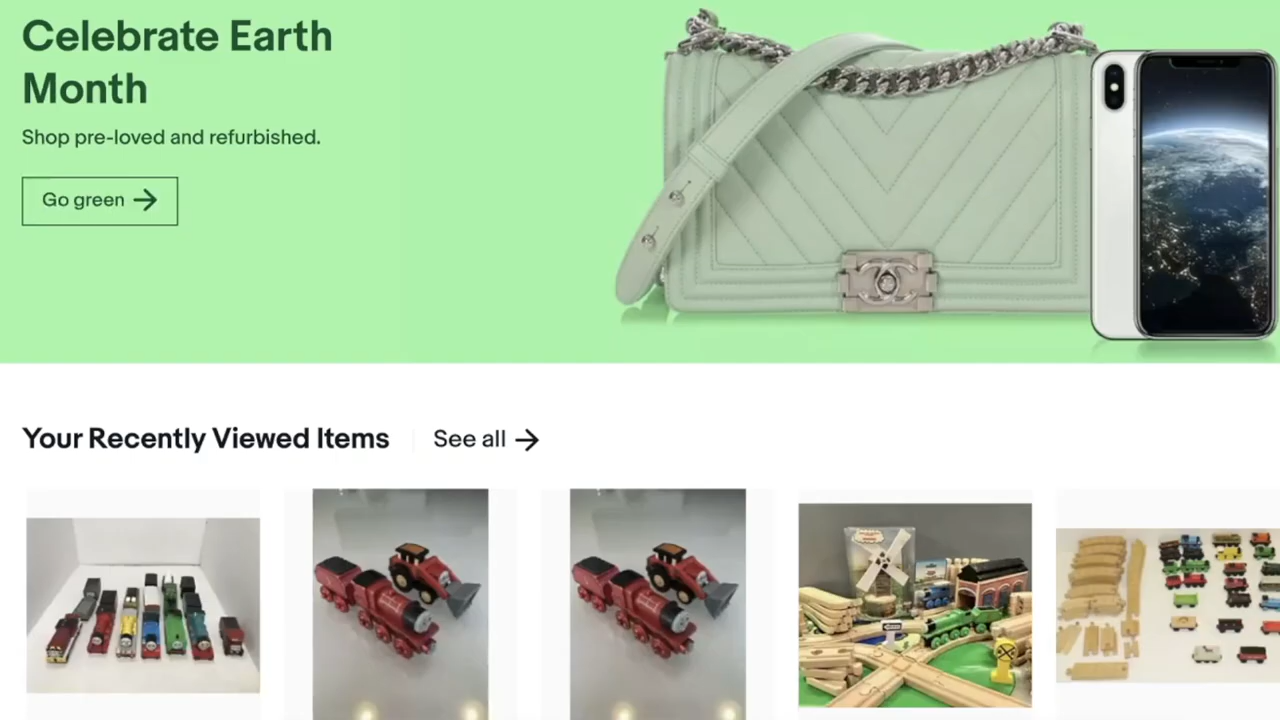 Celebrate Earth
Month
Shop pre-loved and refurbished.
Go green
Your Recently Viewed Items
See all